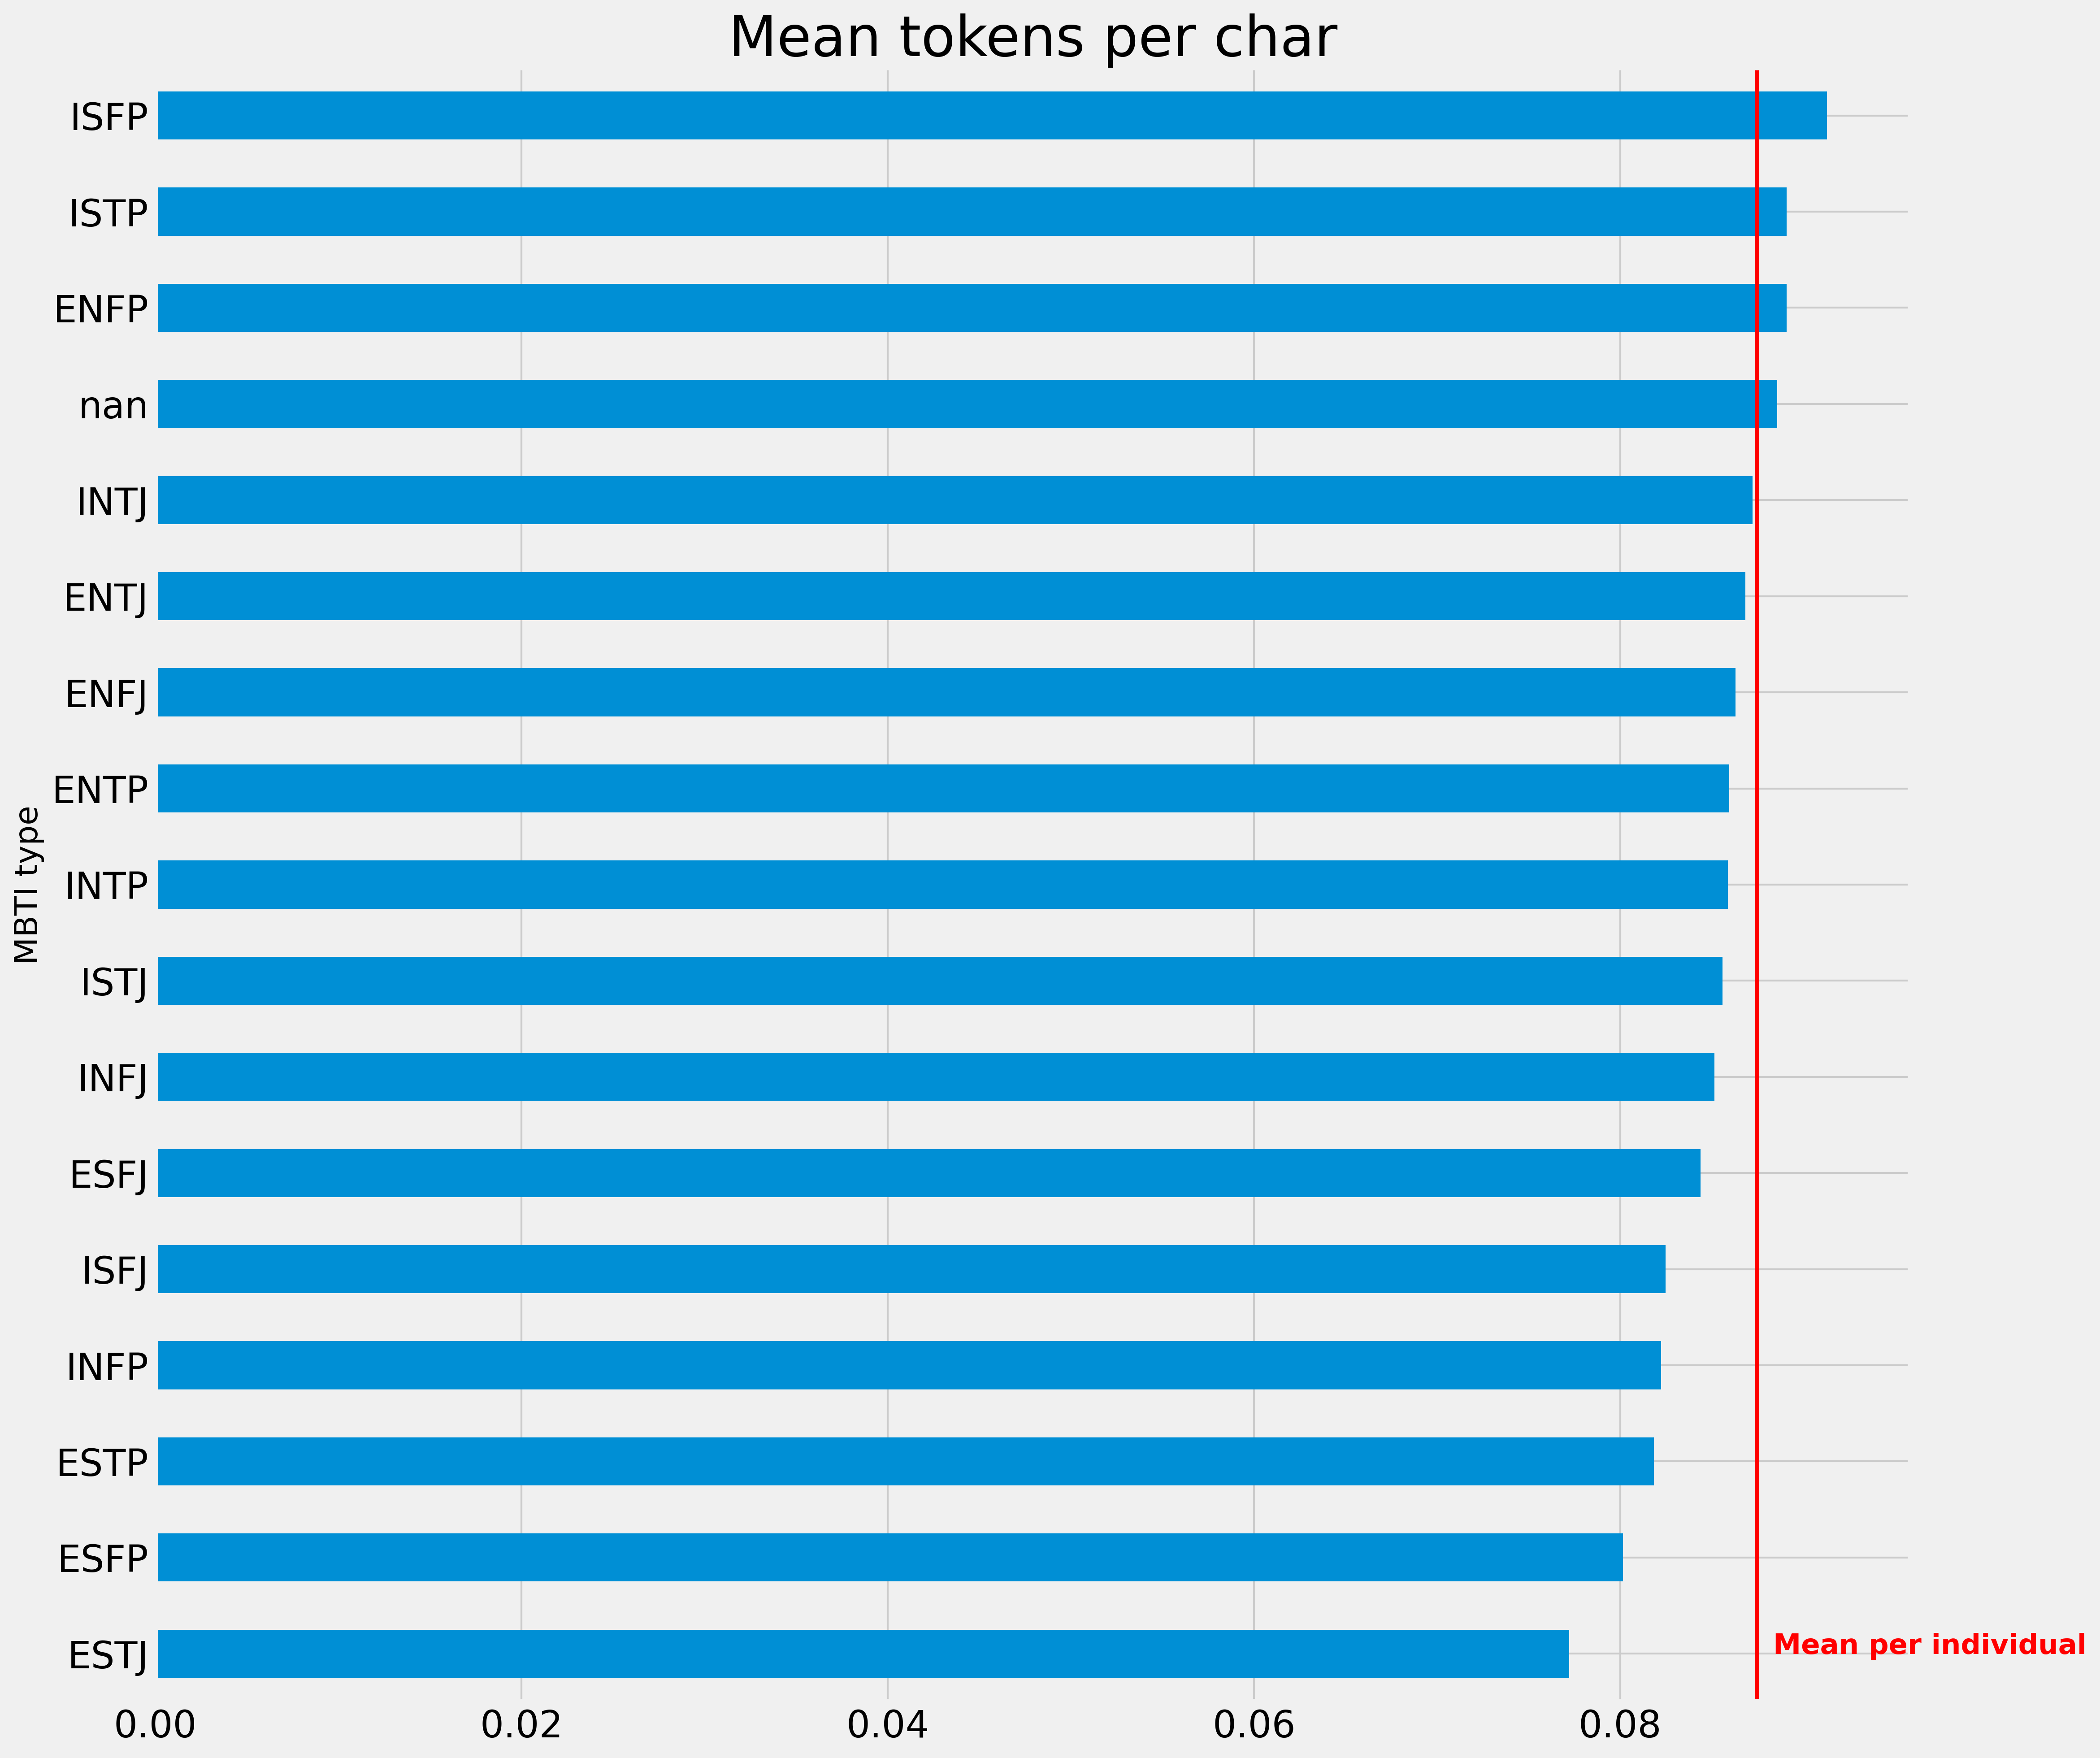 Mean tokens per char
ISFP
ISTP
ENFP
nan
INTJ
ENTJ
ENFJ
ENTP
INTP
ISTJ
INFJ
ESFJ
ISFJ
INFP
ESTP
ESFP
ESTJ
MBTI type
Mean per individual
0.00 0.02 0.04 0.06 0.08